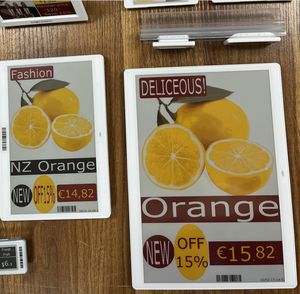 Fashion
NZ Orange
NEW
OFF15%
€14,82
DELICEOUS!
Orange
NEW
OFF
15%
€15,82